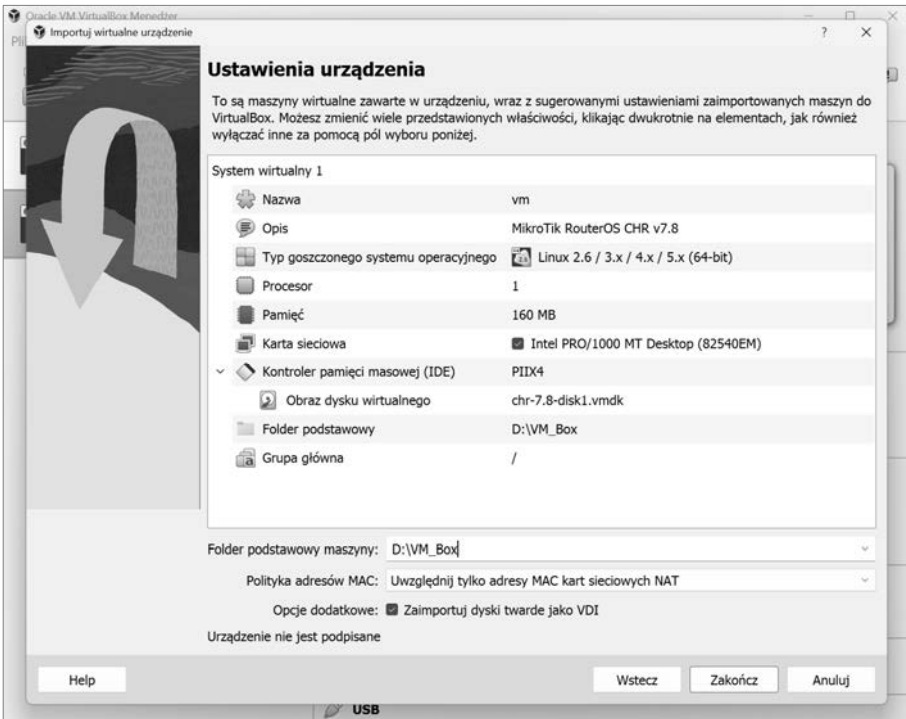 Oracle VM VirtualBox Menedżer
Importuj wirtualne urządzenie
?
Ustawienia urządzenia
To są maszyny wirtualne zawarte w urządzeniu, wraz z sugerowanymi ustawieniami zaimportowanych maszyn do
VirtualBox. Możesz zmienić wiele przedstawionych właściwości, klikając dwukrotnie na elementach, jak również
wyłączać inne za pomocą pól wyboru poniżej.
System wirtualny 1
Nazwa vm
Opis MikroTik RouterOS CHR v7.8
Typ goszczonego systemu operacyjnego Linux 2.6 / 3.x / 4.x / 5.x (64-bit)
Procesor 1
Pamięć 160 MB
Karta sieciowa Intel PRO/1000 MT Desktop (82540EM)
Kontroler pamięci masowej (IDE) PIIX4
Obraz dysku wirtualnego chr-7.8-disk1.vmdk
Folder podstawowy D:\VM_Box
Grupa główna /
Folder podstawowy maszyny: D:\VM_Box
Polityka adresów MAC: Uwzględnij tylko adresy MAC kart sieciowych NAT
Opcje dodatkowe: Zaimportuj dyski twarde jako VDI
Urządzenie nie jest podpisane
Help Wstecz Zakończ Anuluj
USB